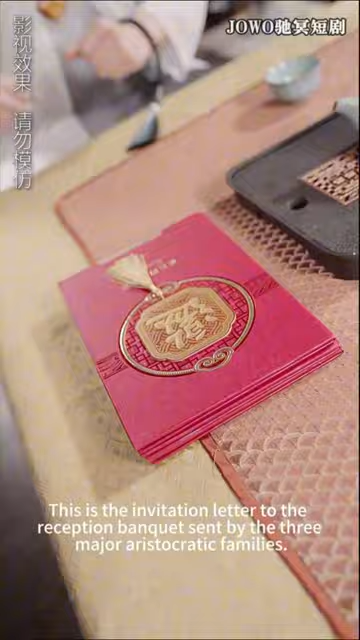 JOWO驰冥短剧
影视效果 请勿模仿
This is the invitation letter to the
reception banquet sent by the three
major aristocratic families.